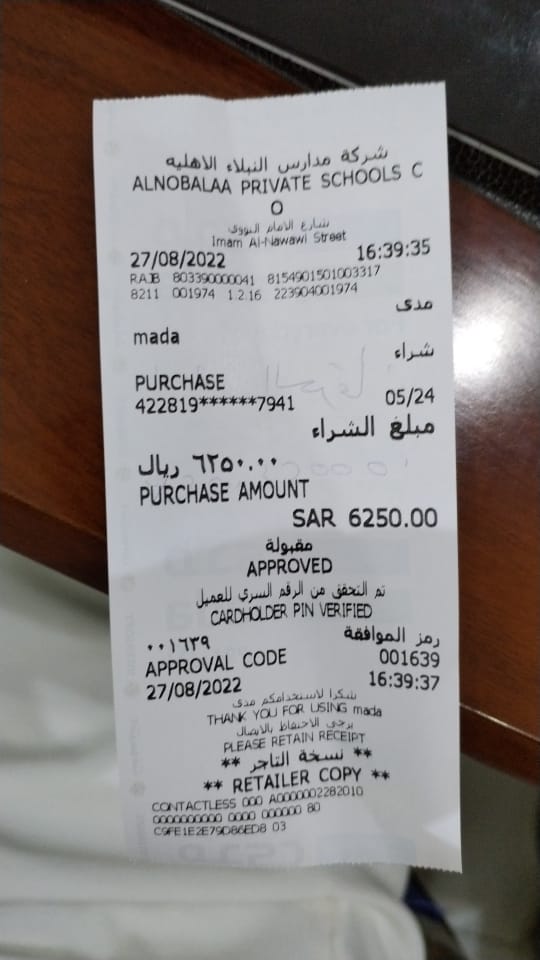 شركة مدارس النبلاء الاهليه
ALNOBALAA PRIVATE SCHOOLS C
O
شارع الامام النووي
Imam Al-Nawawi Street
27/08/2022 16:39:35
RAJB 803390000041 8154901501003317
8211 001974 1.2.16 223904001974
مدى
mada
شراء
PURCHASE
422819******7941 05/24
مبلغ الشراء
٦٢٥٠.٠٠ ريال
PURCHASE AMOUNT
SAR 6250.00
مقبولة
APPROVED
تم التحقق من الرقم السري للعميل
CARDHOLDER PIN VERIFIED
رمز الموافقة ٠٠١٦٣٩
APPROVAL CODE 001639
27/08/2022 16:39:37
شكرا لاستخدامكم مدى
THANK YOU FOR USING mada
يرجى الاحتفاظ بالايصال
PLEASE RETAIN RECEIPT
** نسخة التاجر **
** RETAILER COPY **
CONTACTLESS 000 A0000002282010
0000000000 0000 000000 80
C9FE1E2E79D86ED8 03